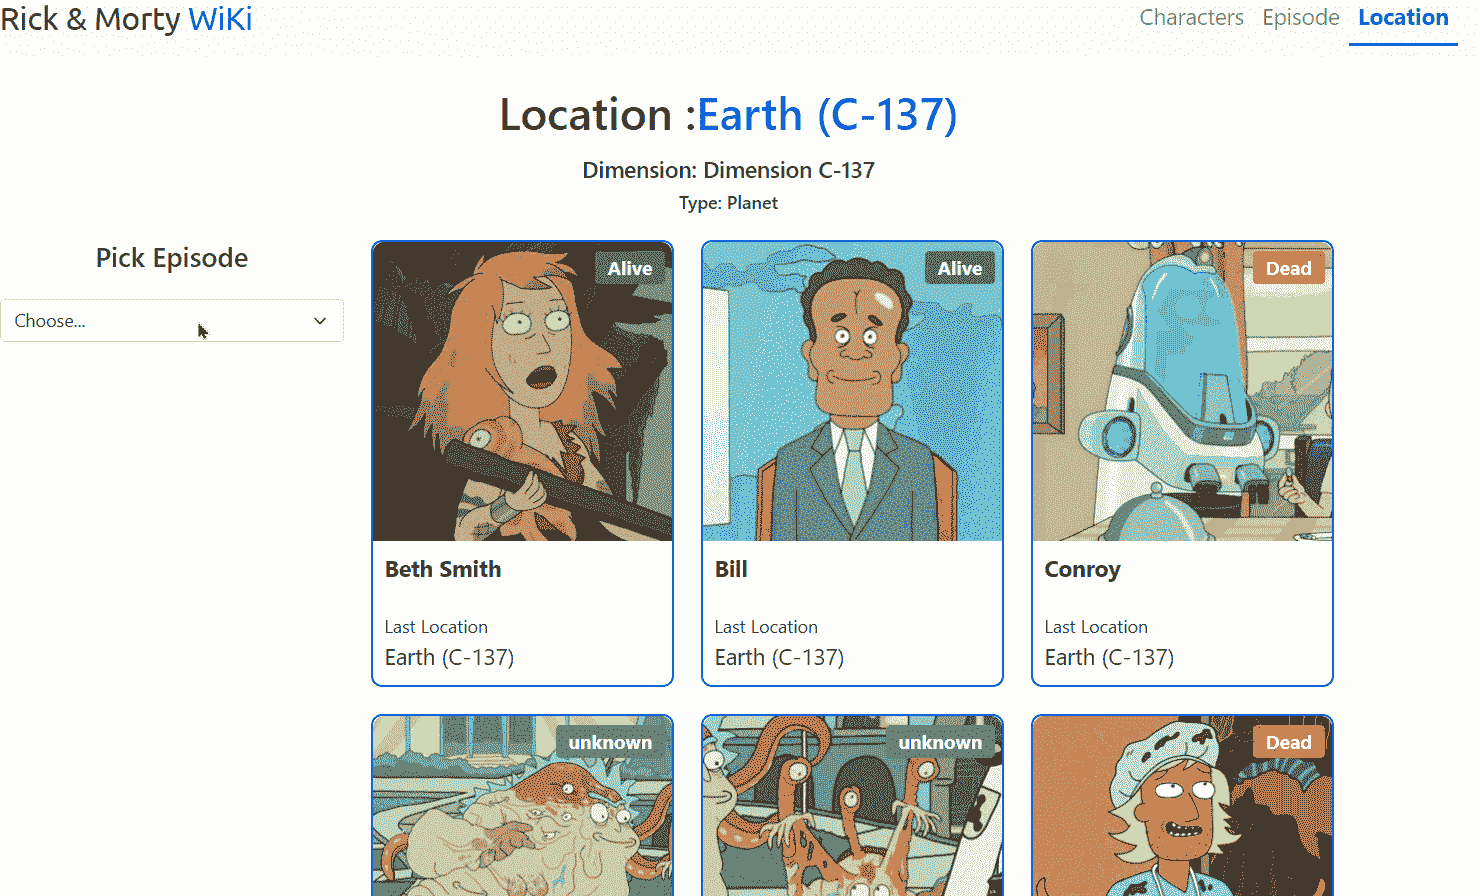 Rick & Morty WiKi
Characters Episode Location
Location :Earth (C-137)
Dimension: Dimension C-137
Type: Planet
Pick Episode
Choose...
Alive
Beth Smith
Last Location
Earth (C-137)
Alive
Bill
Last Location
Earth (C-137)
Dead
Conroy
Last Location
Earth (C-137)
unknown
unknown
Dead